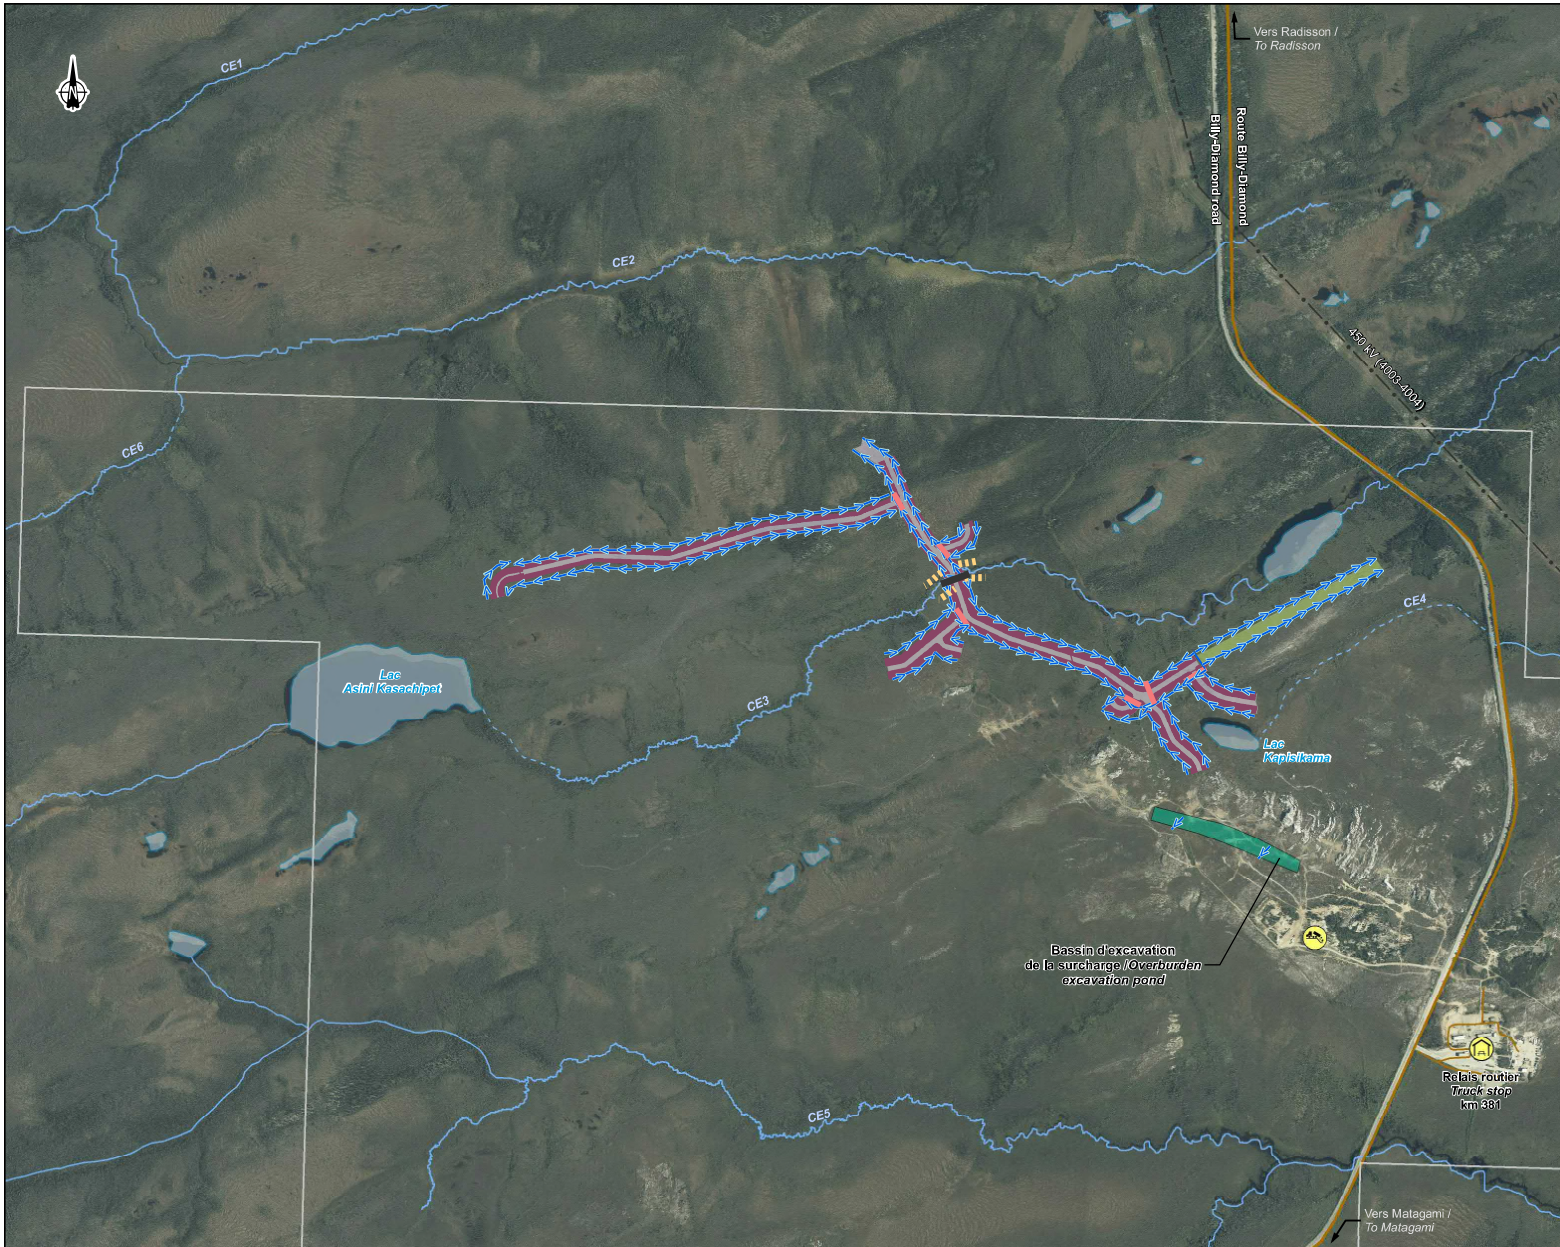 Vers Radisson /
To Radisson
CE1
N
Route Billy-Diamond
Billy-Diamond road
CE2
450 kV (4003-4004)
CE6
CE4
Lac
Asini Kasachipet
CE3
Lac
Kapisikama
Bassin d'excavation
de la surcharge /Overburden
excavation pond
Relais routier
Truck stop
km 381
CE5
Vers Matagami /
To Matagami